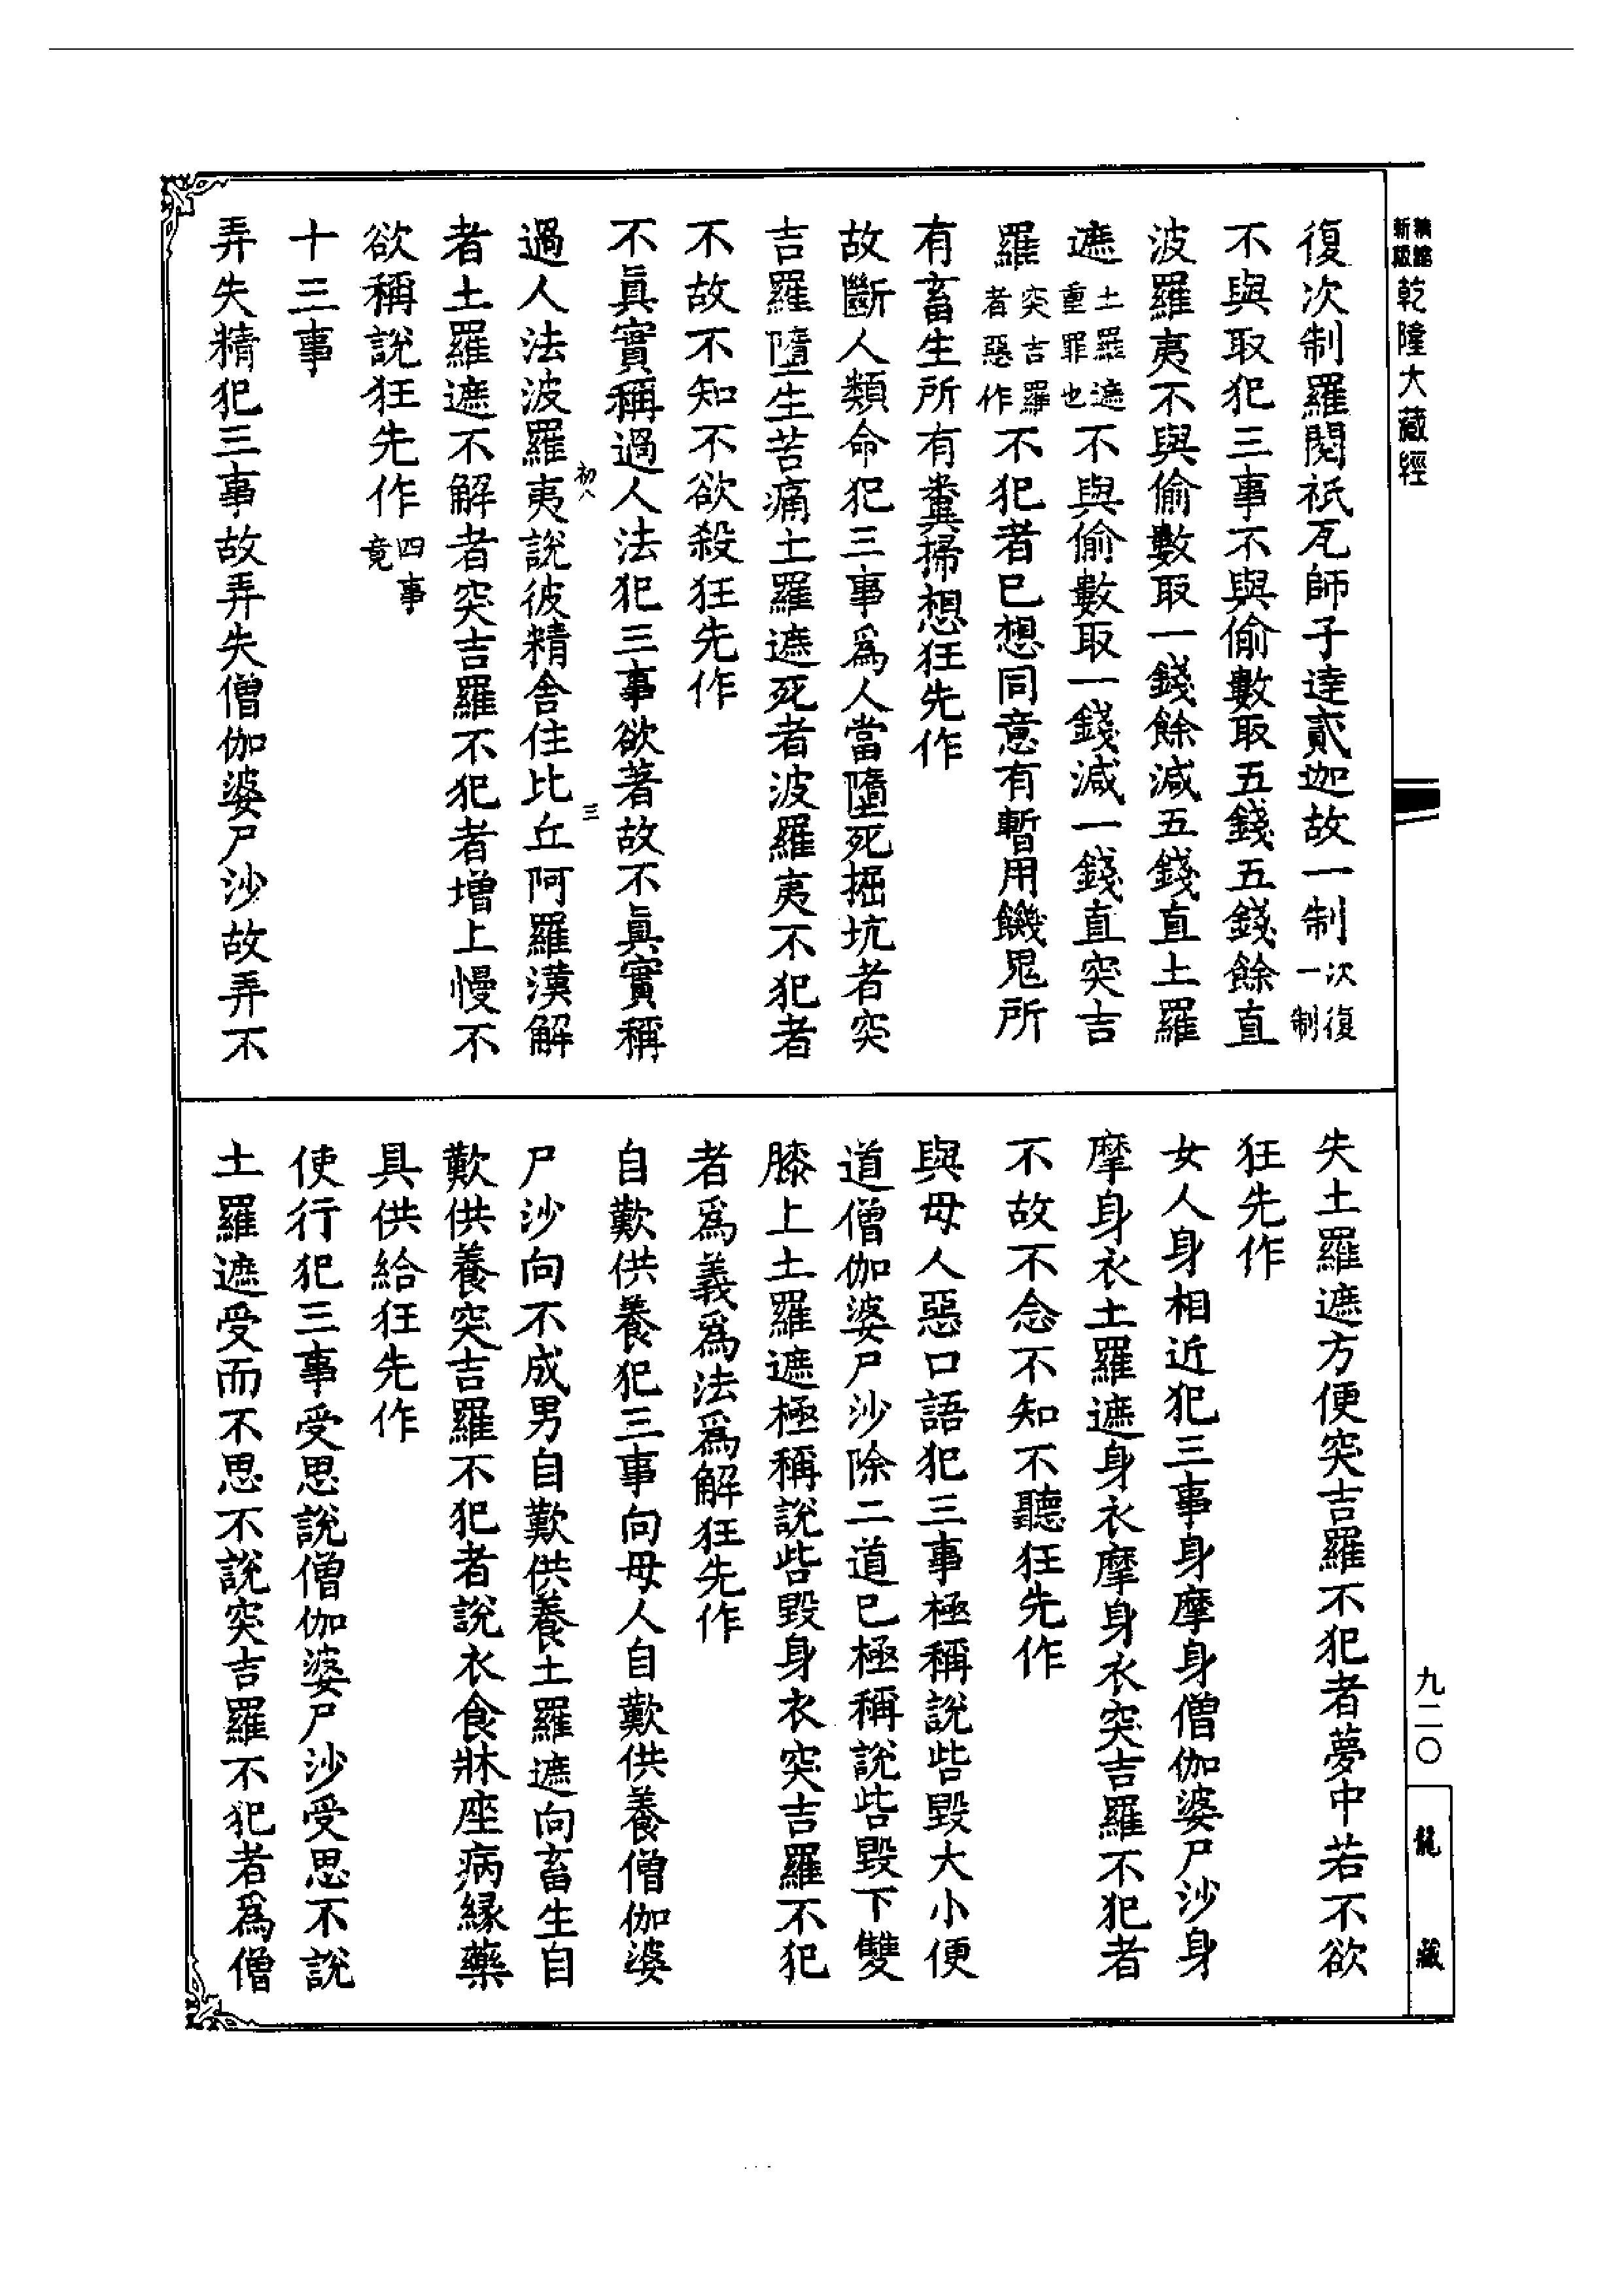 新版
乾隆大藏經
復次制羅閱祇瓦師子達貳迦故一制次復一制
不與取犯三事不與偷數取五錢五錢餘直
波羅夷不與偷數取一錢餘減五錢直土羅
遮土羅遮重罪也不與偷數取一錢減一錢直突吉
羅突吉羅者惡作不犯者已想同意有暫用饑鬼所
有畜生所有糞掃想狂先作
故斷人類命犯三事爲人當墮死掘坑者突
吉羅墮生苦痛土羅遮死者波羅夷不犯者
不故不知不欲殺狂先作
不眞實稱過人法犯三事欲著故不眞實稱
初八
三
過人法波羅夷說彼精舍住比丘阿羅漢解
者土羅遮不解者突吉羅不犯者增上慢不
欲稱說狂先作四事竟
十三事
弄失精犯三事故弄失僧伽婆尸沙故弄不
失土羅遮方便突吉羅不犯者夢中若不欲
狂先作
女人身相近犯三事身摩身僧伽婆尸沙身
摩身衣土羅遮身衣摩身衣突吉羅不犯者
不故不念不知不聽狂先作
與母人惡口語犯三事極稱說呰毀大小便
道僧伽婆尸沙除二道已極稱說呰毀下雙
膝上土羅遮極稱說呰毀身衣突吉羅不犯
者爲義爲法爲解狂先作
自歎供養犯三事向母人自歎供養僧伽婆
尸沙向不成男自歎供養土羅遮向畜生自
歎供養突吉羅不犯者說衣食牀座病緣藥
具供給狂先作
使行犯三事受思說僧伽婆尸沙受思不說
土羅遮受而不思不說突吉羅不犯者爲僧
九二〇
龍藏